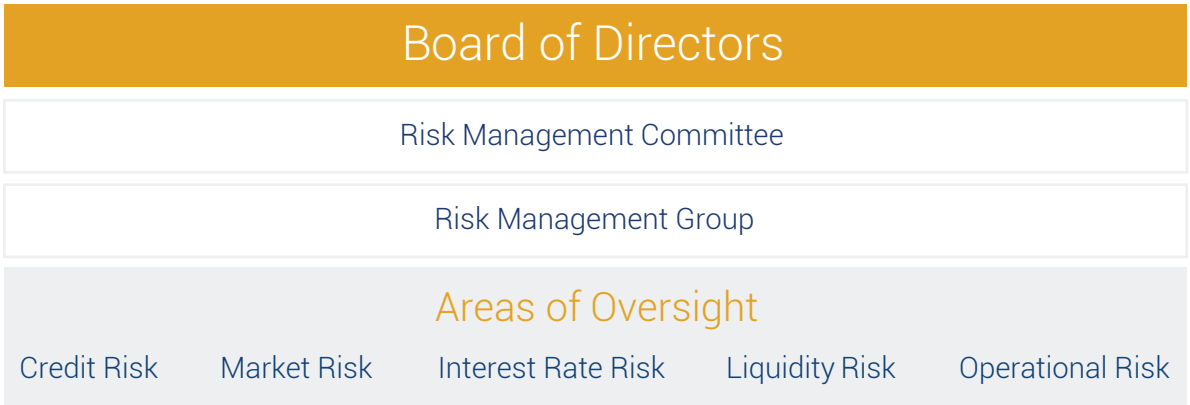 Board of Directors
Risk Management Committee
Risk Management Group
Areas of Oversight
Credit Risk Market Risk Interest Rate Risk Liquidity Risk Operational Risk